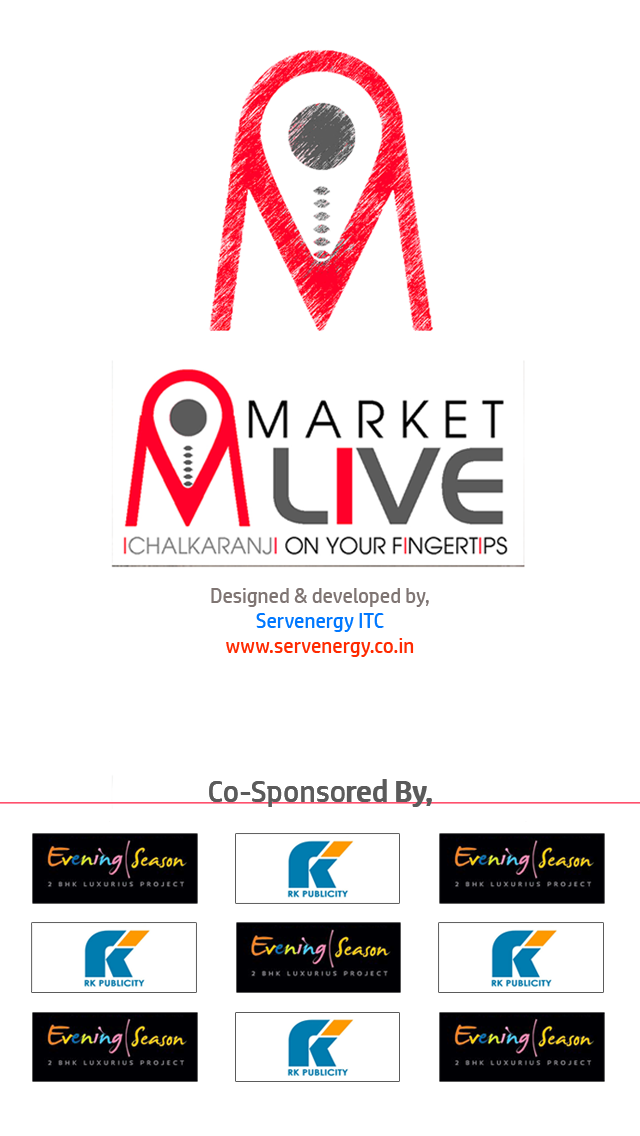 MARKET
LIVE
ICHALKARANJI ON YOUR FINGERTIPS
Designed & developed by,
Servenergy ITC
www.servenergy.co.in
Co-Sponsored By,
Evening Season
2 BHK LUXURIUS PROJECT
RK PUBLICITY
Evening Season
2 BHK LUXURIUS PROJECT
RK PUBLICITY
Evening Season
2 BHK LUXURIUS PROJECT
RK PUBLICITY
Evening Season
2 BHK LUXURIUS PROJECT
RK PUBLICITY
Evening Season
2 BHK LUXURIUS PROJECT